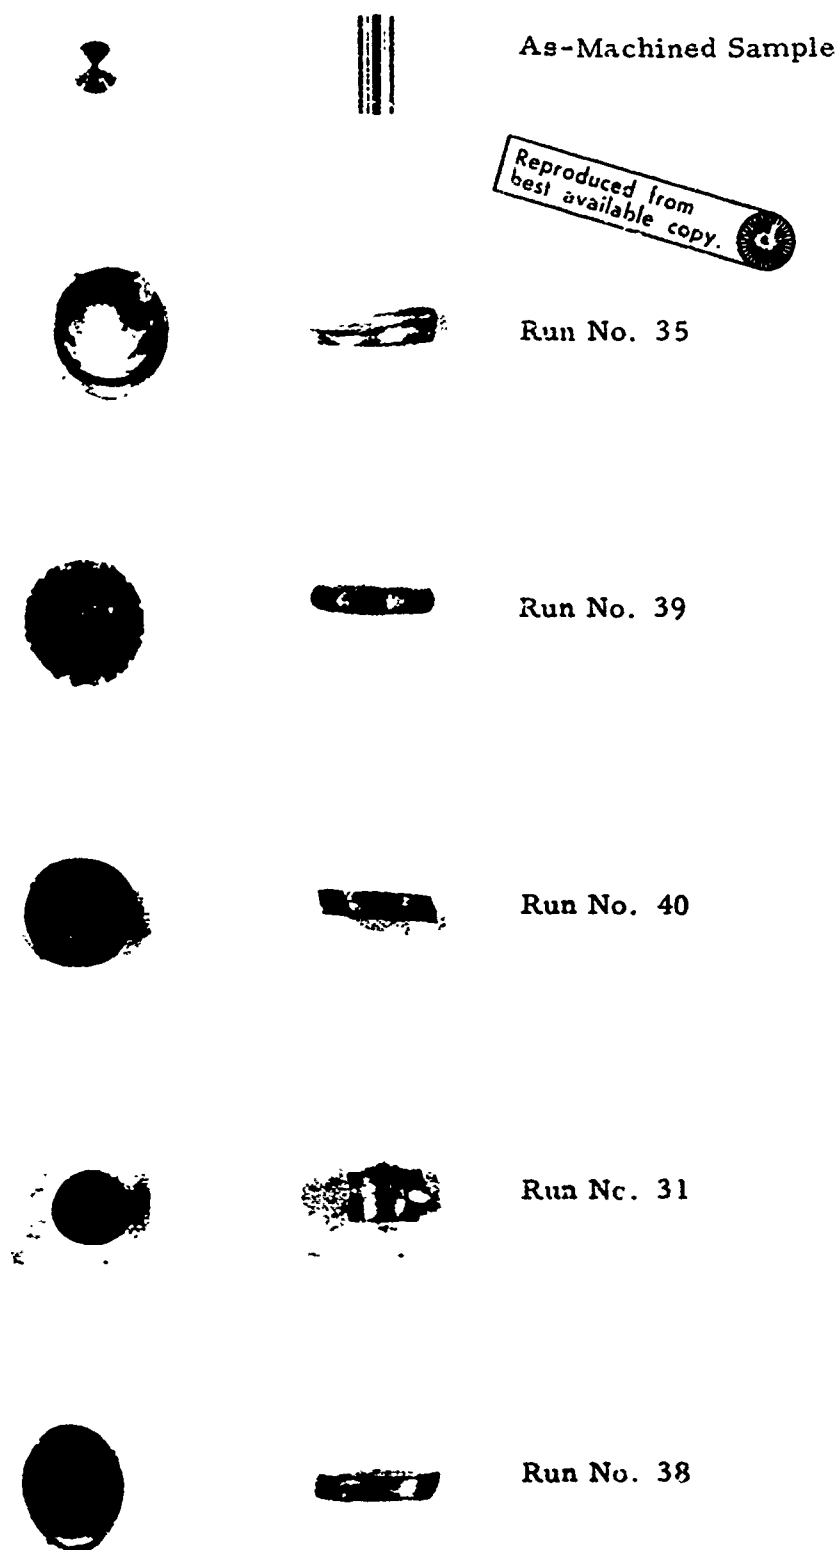 As-Machined Sample
Reproduced from
best available copy.
Run No. 35
Run No. 39
Run No. 40
Run Nc. 31
Run No. 38